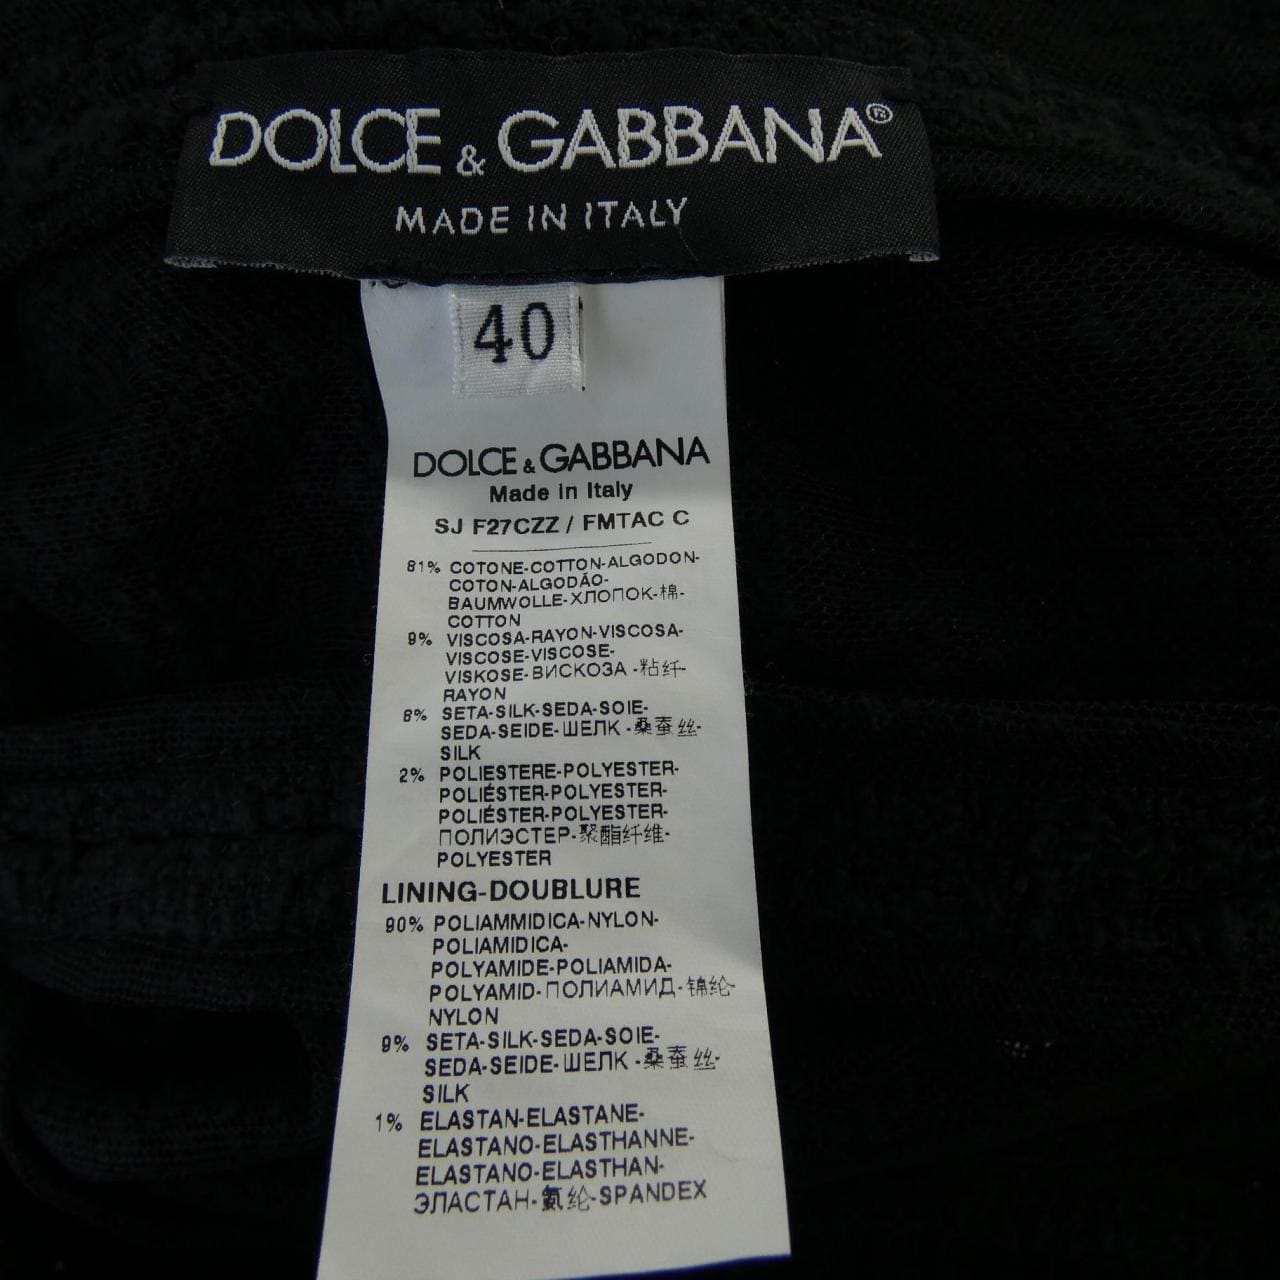 DOLCE & GABBANA®
MADE IN ITALY
40
DOLCE & GABBANA
Made in Italy
SJ F27CZZ / FMTAC C
81% COTONE-COTTON-ALGODON-
COTON-ALGODÃO-
BAUMWOLLE-ХЛОПОК-棉-
COTTON
9% VISCOSA-RAYON-VISCOSA-
VISCOSE-VISCOSE-
VISKOSE-ВИСКОЗА -粘纤-
RAYON
8% SETA-SILK-SEDA-SOIE-
SEDA-SEIDE-ШЕЛК -桑蚕丝-
SILK
2% POLIESTERE-POLYESTER-
POLIÉSTER-POLYESTER-
POLIÉSTER-POLYESTER-
ПОЛИЭСТЕР-聚酯纤维-
POLYESTER
LINING-DOUBLURE
90% POLIAMMIDICA-NYLON-
POLIAMIDICA-
POLYAMIDE-POLIAMIDA-
POLYAMID-ПОЛИАМИД-锦纶-
NYLON
9% SETA-SILK-SEDA-SOIE-
SEDA-SEIDE-ШЕЛК -桑蚕丝-
SILK
1% ELASTAN-ELASTANE-
ELASTANO-ELASTHANNE-
ELASTANO-ELASTHAN-
ЭЛАСТАН-氨纶-SPANDEX